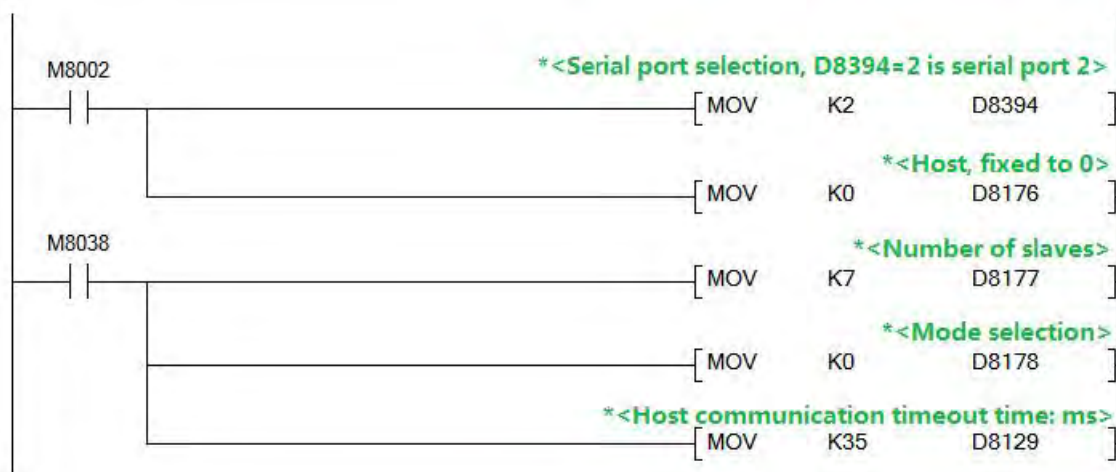 *<Serial port selection, D8394=2 is serial port 2>
M8002
[ MOV K2 D8394 ]
*<Host, fixed to 0>
[ MOV K0 D8176 ]
*<Number of slaves>
M8038
[ MOV K7 D8177 ]
*<Mode selection>
[ MOV K0 D8178 ]
*<Host communication timeout time: ms>
[ MOV K35 D8129 ]